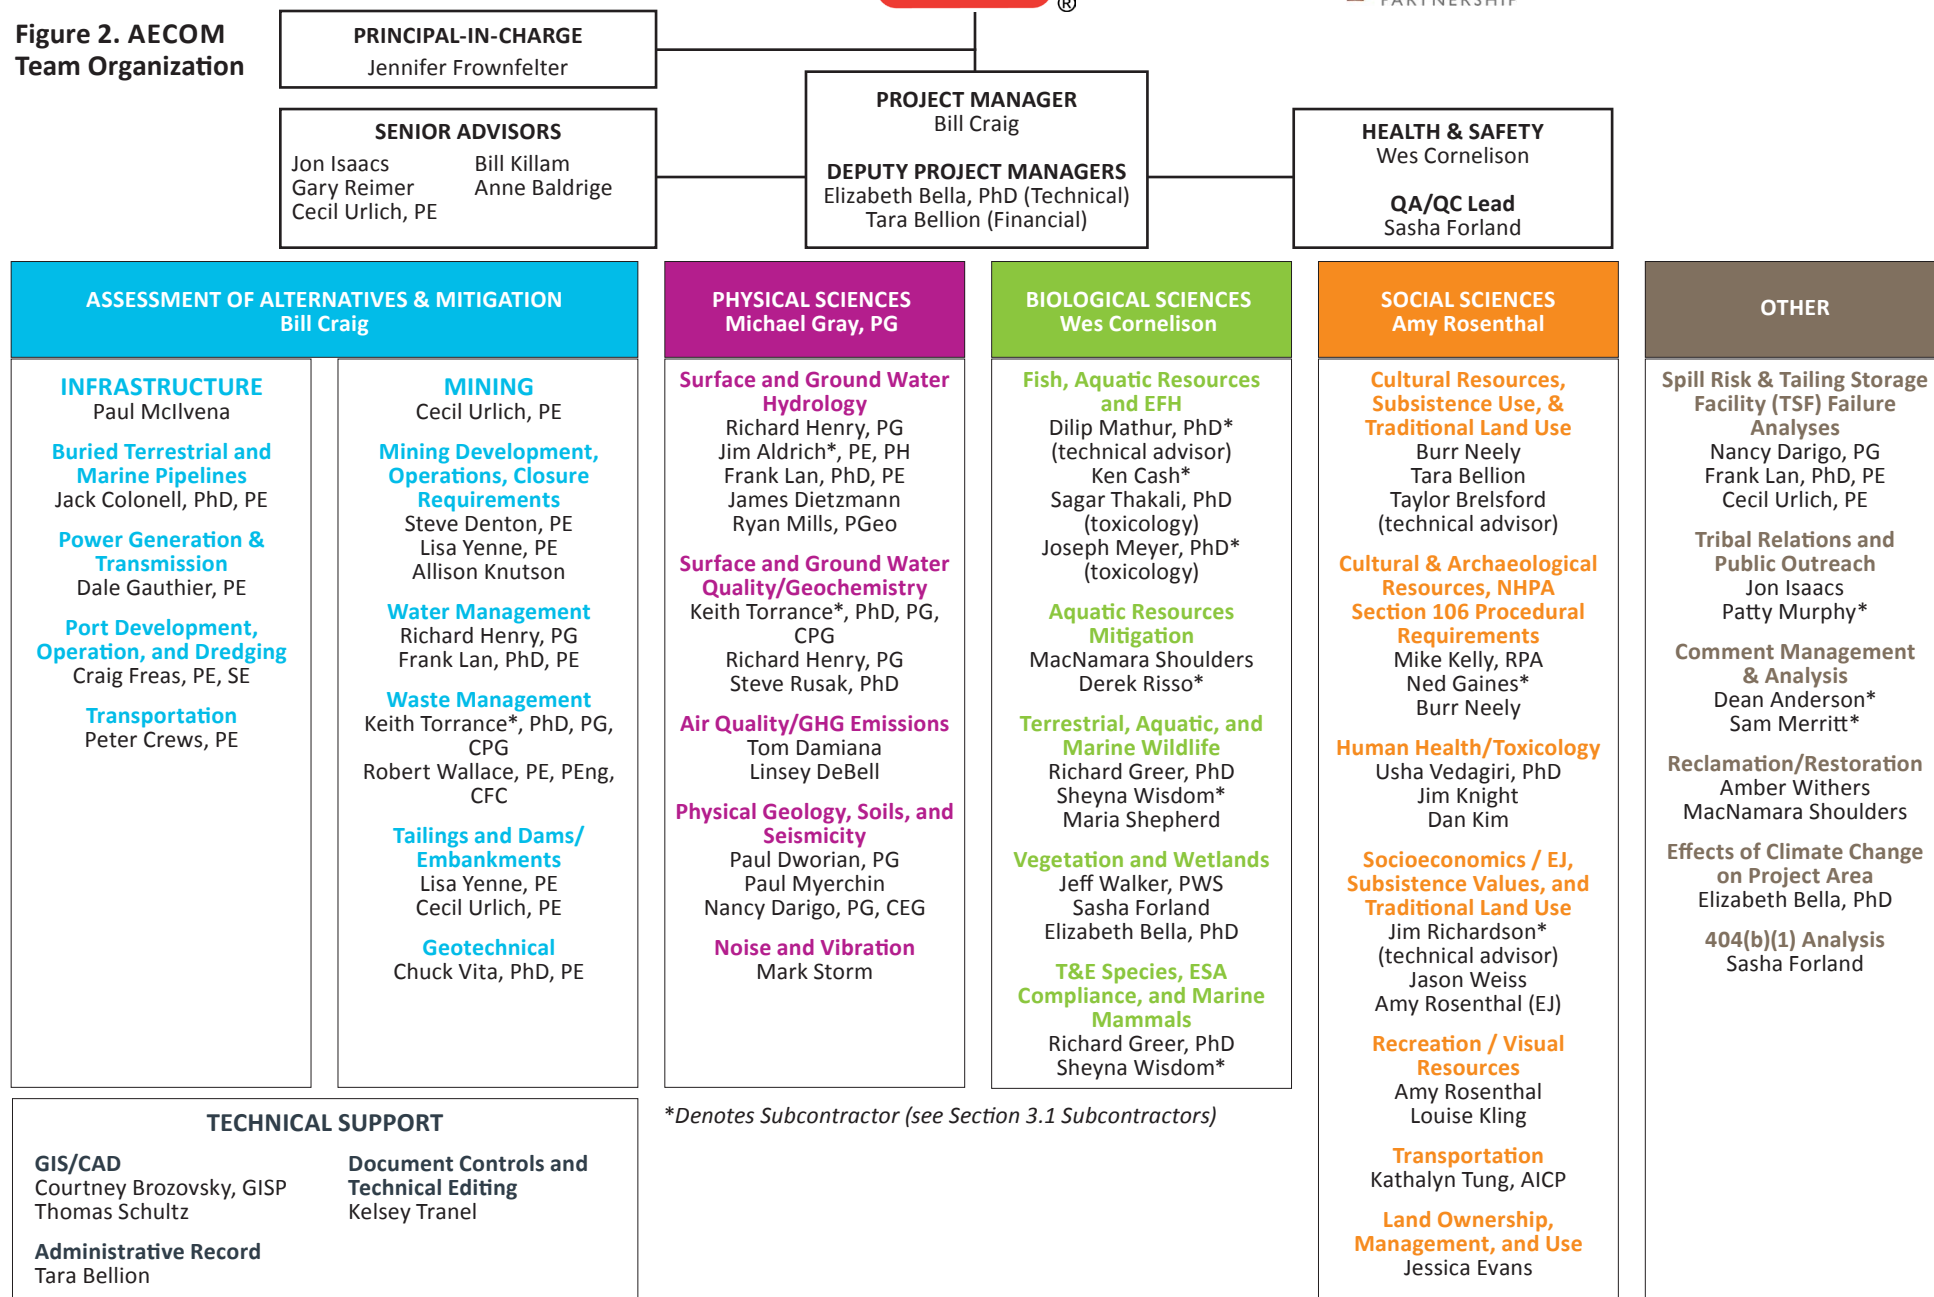 ®
PARTNERSHIP
Figure 2. AECOM
Team Organization
PRINCIPAL-IN-CHARGE
Jennifer Frownfelter
PROJECT MANAGER
Bill Craig
DEPUTY PROJECT MANAGERS
Elizabeth Bella, PhD (Technical)
Tara Bellion (Financial)
SENIOR ADVISORS
Jon Isaacs
Gary Reimer
Cecil Urlich, PE
Bill Killam
Anne Baldrige
HEALTH & SAFETY
Wes Cornelison
QA/QC Lead
Sasha Forland
ASSESSMENT OF ALTERNATIVES & MITIGATION
Bill Craig
INFRASTRUCTURE
Paul McIlvena
Buried Terrestrial and
Marine Pipelines
Jack Colonell, PhD, PE
Power Generation &
Transmission
Dale Gauthier, PE
Port Development,
Operation, and Dredging
Craig Freas, PE, SE
Transportation
Peter Crews, PE
MINING
Cecil Urlich, PE
Mining Development,
Operations, Closure
Requirements
Steve Denton, PE
Lisa Yenne, PE
Allison Knutson
Water Management
Richard Henry, PG
Frank Lan, PhD, PE
Waste Management
Keith Torrance*, PhD, PG,
CPG
Robert Wallace, PE, PEng,
CFC
Tailings and Dams/
Embankments
Lisa Yenne, PE
Cecil Urlich, PE
Geotechnical
Chuck Vita, PhD, PE
PHYSICAL SCIENCES
Michael Gray, PG
Surface and Ground Water
Hydrology
Richard Henry, PG
Jim Aldrich*, PE, PH
Frank Lan, PhD, PE
James Dietzmann
Ryan Mills, PGeo
Surface and Ground Water
Quality/Geochemistry
Keith Torrance*, PhD, PG,
CPG
Richard Henry, PG
Steve Rusak, PhD
Air Quality/GHG Emissions
Tom Damiana
Linsey DeBell
Physical Geology, Soils, and
Seismicity
Paul Dworian, PG
Paul Myerchin
Nancy Darigo, PG, CEG
Noise and Vibration
Mark Storm
BIOLOGICAL SCIENCES
Wes Cornelison
Fish, Aquatic Resources
and EFH
Dilip Mathur, PhD*
(technical advisor)
Ken Cash*
Sagar Thakali, PhD
(toxicology)
Joseph Meyer, PhD*
(toxicology)
Aquatic Resources
Mitigation
MacNamara Shoulders
Derek Risso*
Terrestrial, Aquatic, and
Marine Wildlife
Richard Greer, PhD
Sheyna Wisdom*
Maria Shepherd
Vegetation and Wetlands
Jeff Walker, PWS
Sasha Forland
Elizabeth Bella, PhD
T&E Species, ESA
Compliance, and Marine
Mammals
Richard Greer, PhD
Sheyna Wisdom*
SOCIAL SCIENCES
Amy Rosenthal
Cultural Resources,
Subsistence Use, &
Traditional Land Use
Burr Neely
Tara Bellion
Taylor Brelsford
(technical advisor)
Cultural & Archaeological
Resources, NHPA
Section 106 Procedural
Requirements
Mike Kelly, RPA
Ned Gaines*
Burr Neely
Human Health/Toxicology
Usha Vedagiri, PhD
Jim Knight
Dan Kim
Socioeconomics / EJ,
Subsistence Values, and
Traditional Land Use
Jim Richardson*
(technical advisor)
Jason Weiss
Amy Rosenthal (EJ)
Recreation / Visual
Resources
Amy Rosenthal
Louise Kling
Transportation
Kathalyn Tung, AICP
Land Ownership,
Management, and Use
Jessica Evans
OTHER
Spill Risk & Tailing Storage
Facility (TSF) Failure
Analyses
Nancy Darigo, PG
Frank Lan, PhD, PE
Cecil Urlich, PE
Tribal Relations and
Public Outreach
Jon Isaacs
Patty Murphy*
Comment Management
& Analysis
Dean Anderson*
Sam Merritt*
Reclamation/Restoration
Amber Withers
MacNamara Shoulders
Effects of Climate Change
on Project Area
Elizabeth Bella, PhD
404(b)(1) Analysis
Sasha Forland
*Denotes Subcontractor (see Section 3.1 Subcontractors)
TECHNICAL SUPPORT
GIS/CAD
Courtney Brozovsky, GISP
Thomas Schultz
Administrative Record
Tara Bellion
Document Controls and
Technical Editing
Kelsey Tranel